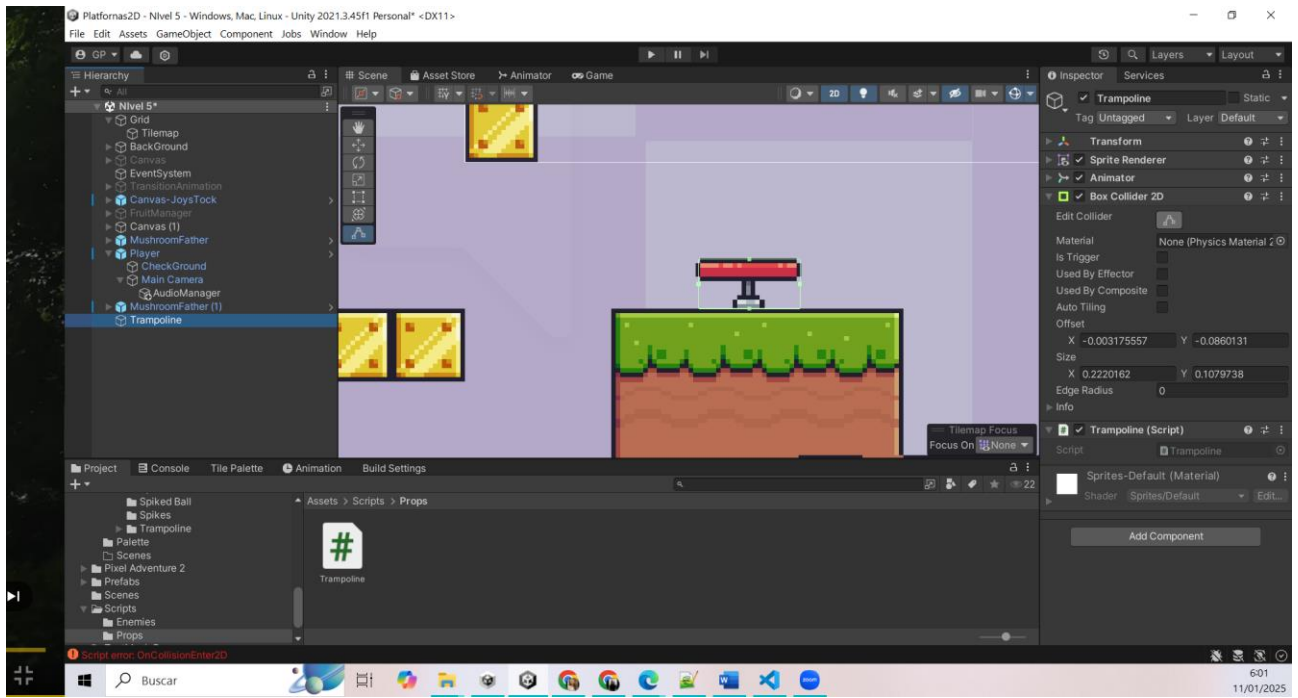 Platfornas2D - NIvel 5 - Windows, Mac, Linux - Unity 2021.3.45f1 Personal* <DX11>
File Edit Assets GameObject Component Jobs Window Help
GP
Layers Layout
Hierarchy
All
NIvel 5*
Grid
Tilemap
BackGround
Canvas
EventSystem
TransitionAnimation
Canvas-JoysTock
FruitManager
Canvas (1)
MushroomFather
Player
CheckGround
Main Camera
AudioManager
MushroomFather (1)
Trampoline
Scene Asset Store Animator Game
2D
Tilemap Focus
Focus On None
Inspector Services
Trampoline Static
Tag Untagged Layer Default
Transform
Sprite Renderer
Animator
Box Collider 2D
Edit Collider
Material None (Physics Material 2
Is Trigger
Used By Effector
Used By Composite
Auto Tiling
Offset
X -0.003175557 Y -0.0860131
Size
X 0.2220162 Y 0.1079738
Edge Radius 0
Info
Trampoline (Script)
Script Trampoline
Sprites-Default (Material)
Shader Sprites/Default Edit...
Add Component
Project Console Tile Palette Animation Build Settings
22
Spiked Ball
Spikes
Trampoline
Palette
Scenes
Pixel Adventure 2
Prefabs
Scenes
Scripts
Enemies
Props
Assets > Scripts > Props
#
Trampoline
Script error: OnCollisionEnter2D
Buscar
6:01
11/01/2025